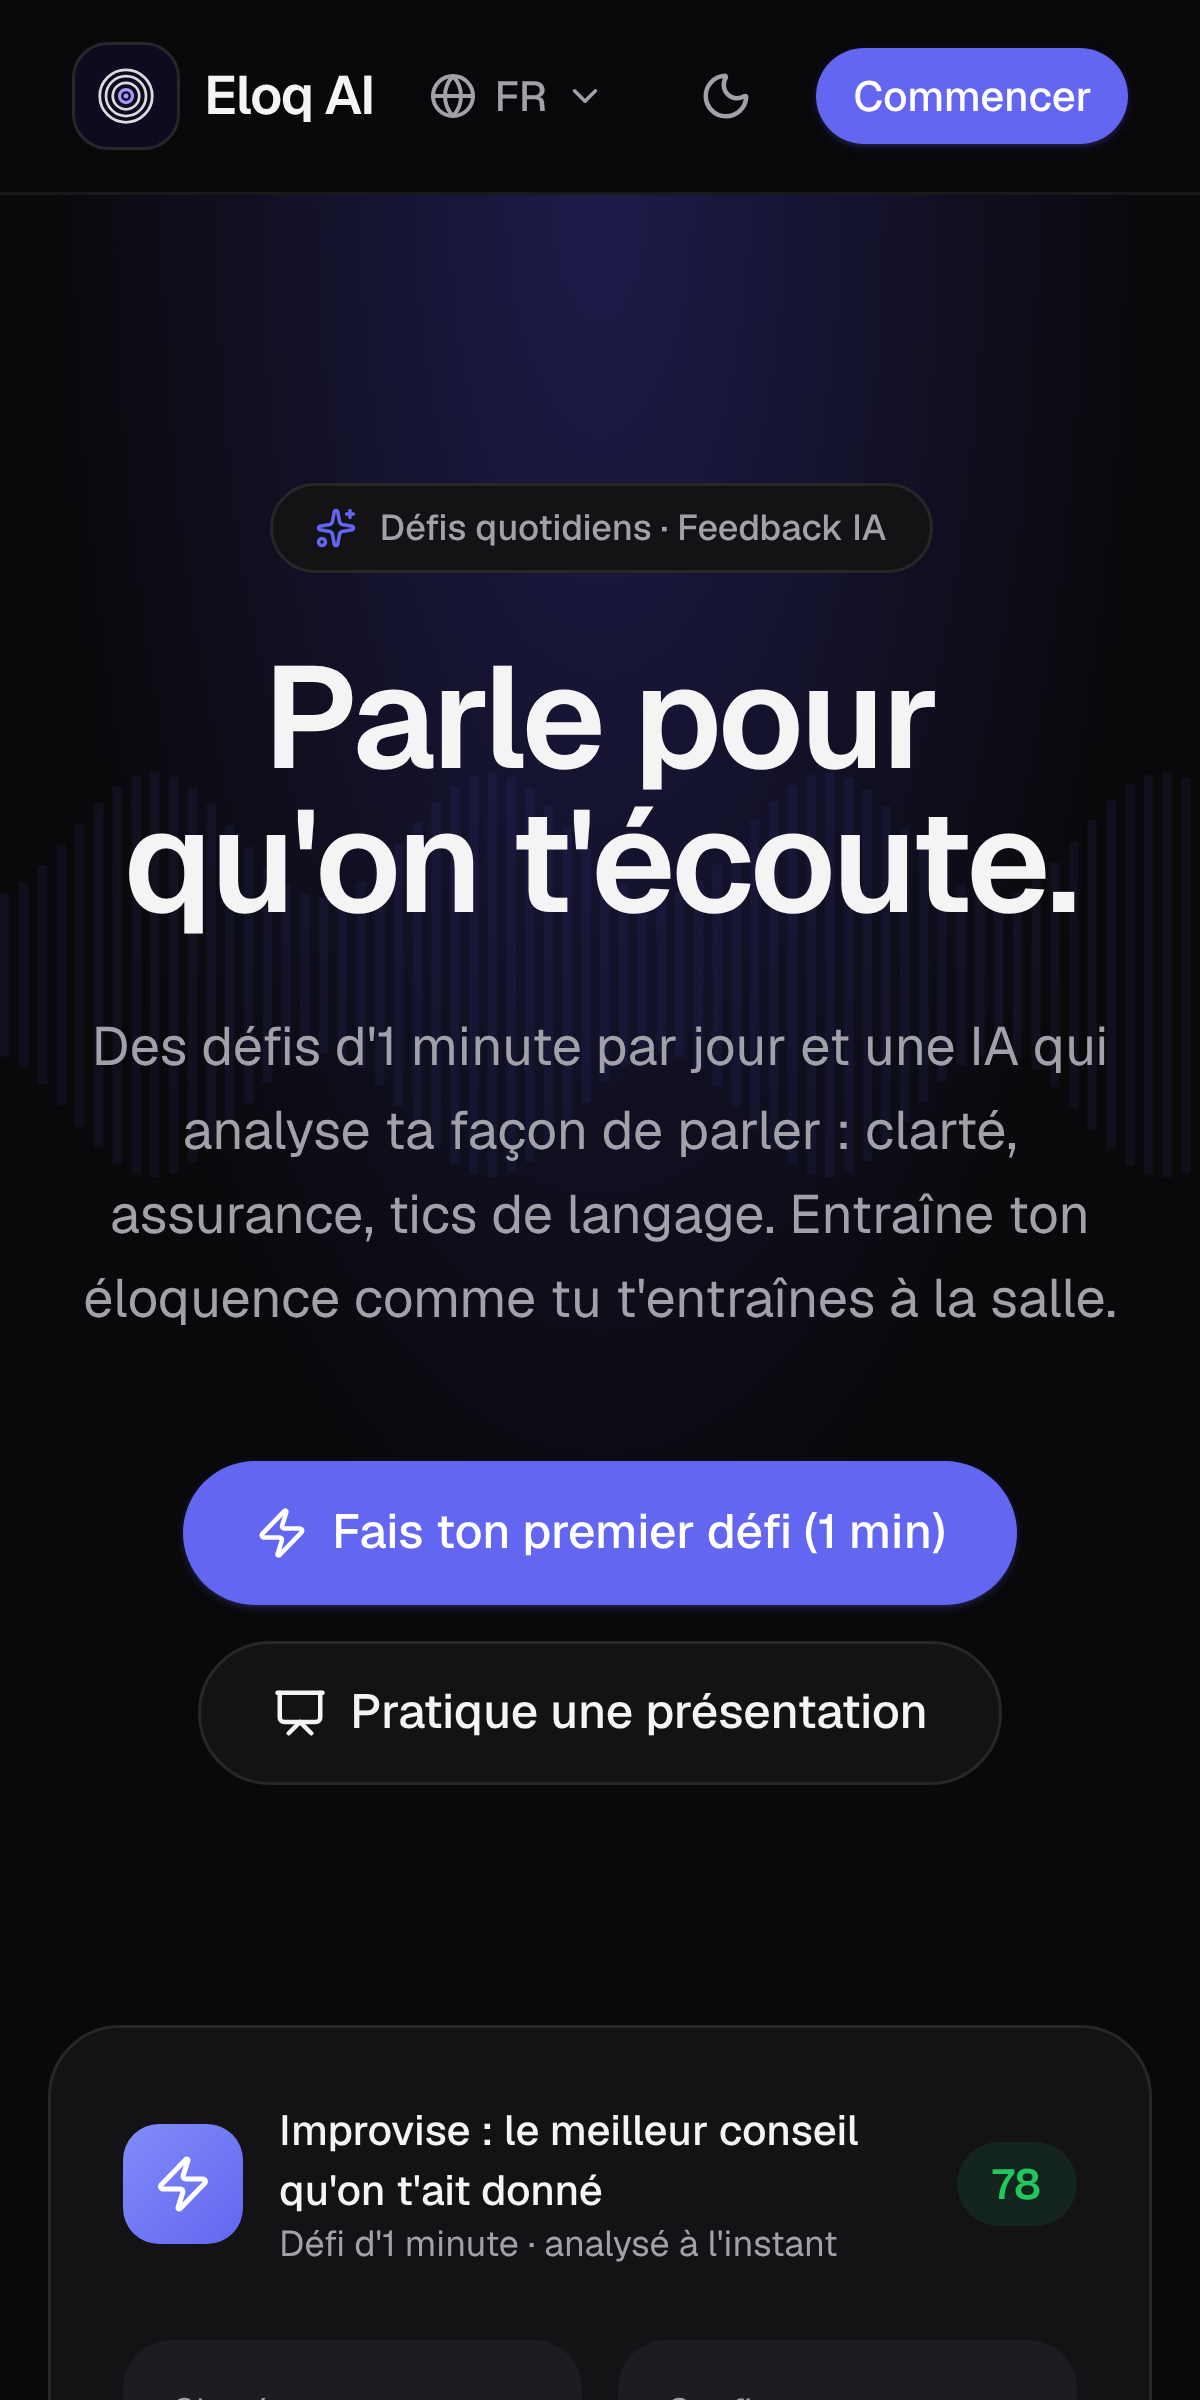 Eloq AI
FR
Commencer
Défis quotidiens · Feedback IA
Parle pour
qu'on t'écoute.
Des défis d'1 minute par jour et une IA qui
analyse ta façon de parler : clarté,
assurance, tics de langage. Entraîne ton
éloquence comme tu t'entraînes à la salle.
Fais ton premier défi (1 min)
Pratique une présentation
Improvise : le meilleur conseil
qu'on t'ait donné
78
Défi d'1 minute · analysé à l'instant